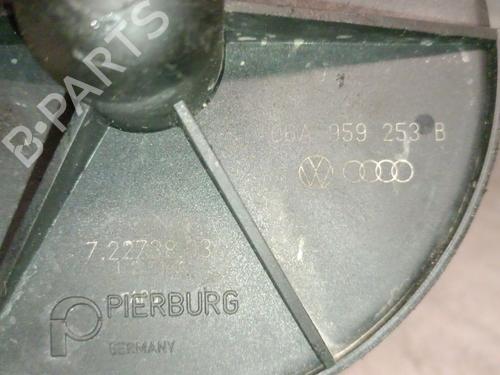 B-PARTS
06A 959 253 B
7.22738.03
PIERBURG
GERMANY